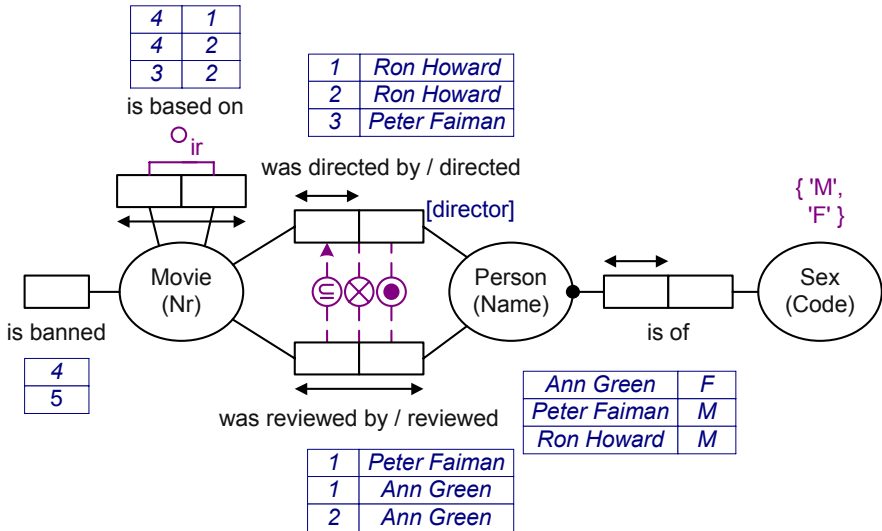 4 1
4 2
3 2
is based on
ir
1 Ron Howard
2 Ron Howard
3 Peter Faiman
was directed by / directed
[director]
{ 'M',
'F' }
Movie
(Nr)
⊆
Person
(Name)
Sex
(Code)
is banned
4
5
is of
was reviewed by / reviewed
Ann Green F
Peter Faiman M
Ron Howard M
1 Peter Faiman
1 Ann Green
2 Ann Green